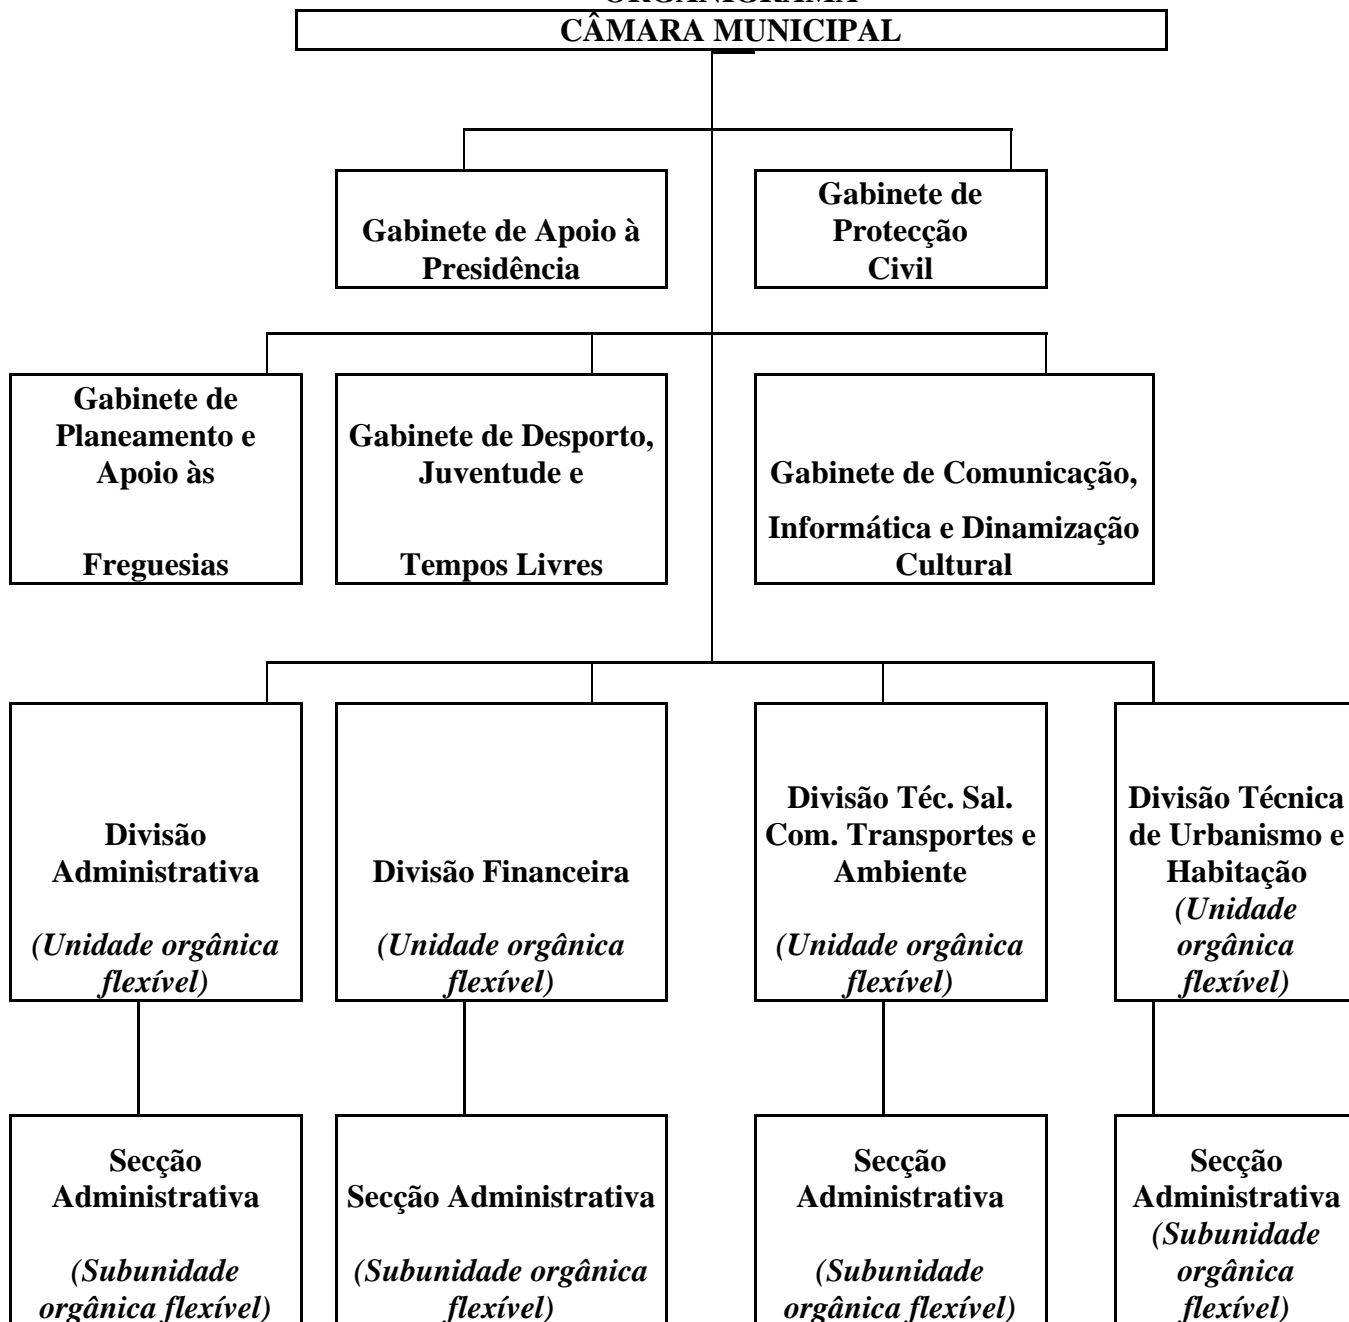 ORGANIGRAMA
CÂMARA MUNICIPAL
Gabinete de Apoio à
Presidência
Gabinete de
Protecção
Civil
Gabinete de
Planeamento e
Apoio às
Freguesias
Gabinete de Desporto,
Juventude e
Tempos Livres
Gabinete de Comunicação,
Informática e Dinamização
Cultural
Divisão
Administrativa
(Unidade orgânica
flexível)
Divisão Financeira
(Unidade orgânica
flexível)
Divisão Téc. Sal.
Com. Transportes e
Ambiente
(Unidade orgânica
flexível)
Divisão Técnica
de Urbanismo e
Habitação
(Unidade
orgânica
flexível)
Secção
Administrativa
(Subunidade
orgânica flexível)
Secção Administrativa
(Subunidade orgânica
flexível)
Secção
Administrativa
(Subunidade
orgânica flexível)
Secção
Administrativa
(Subunidade
orgânica
flexível)